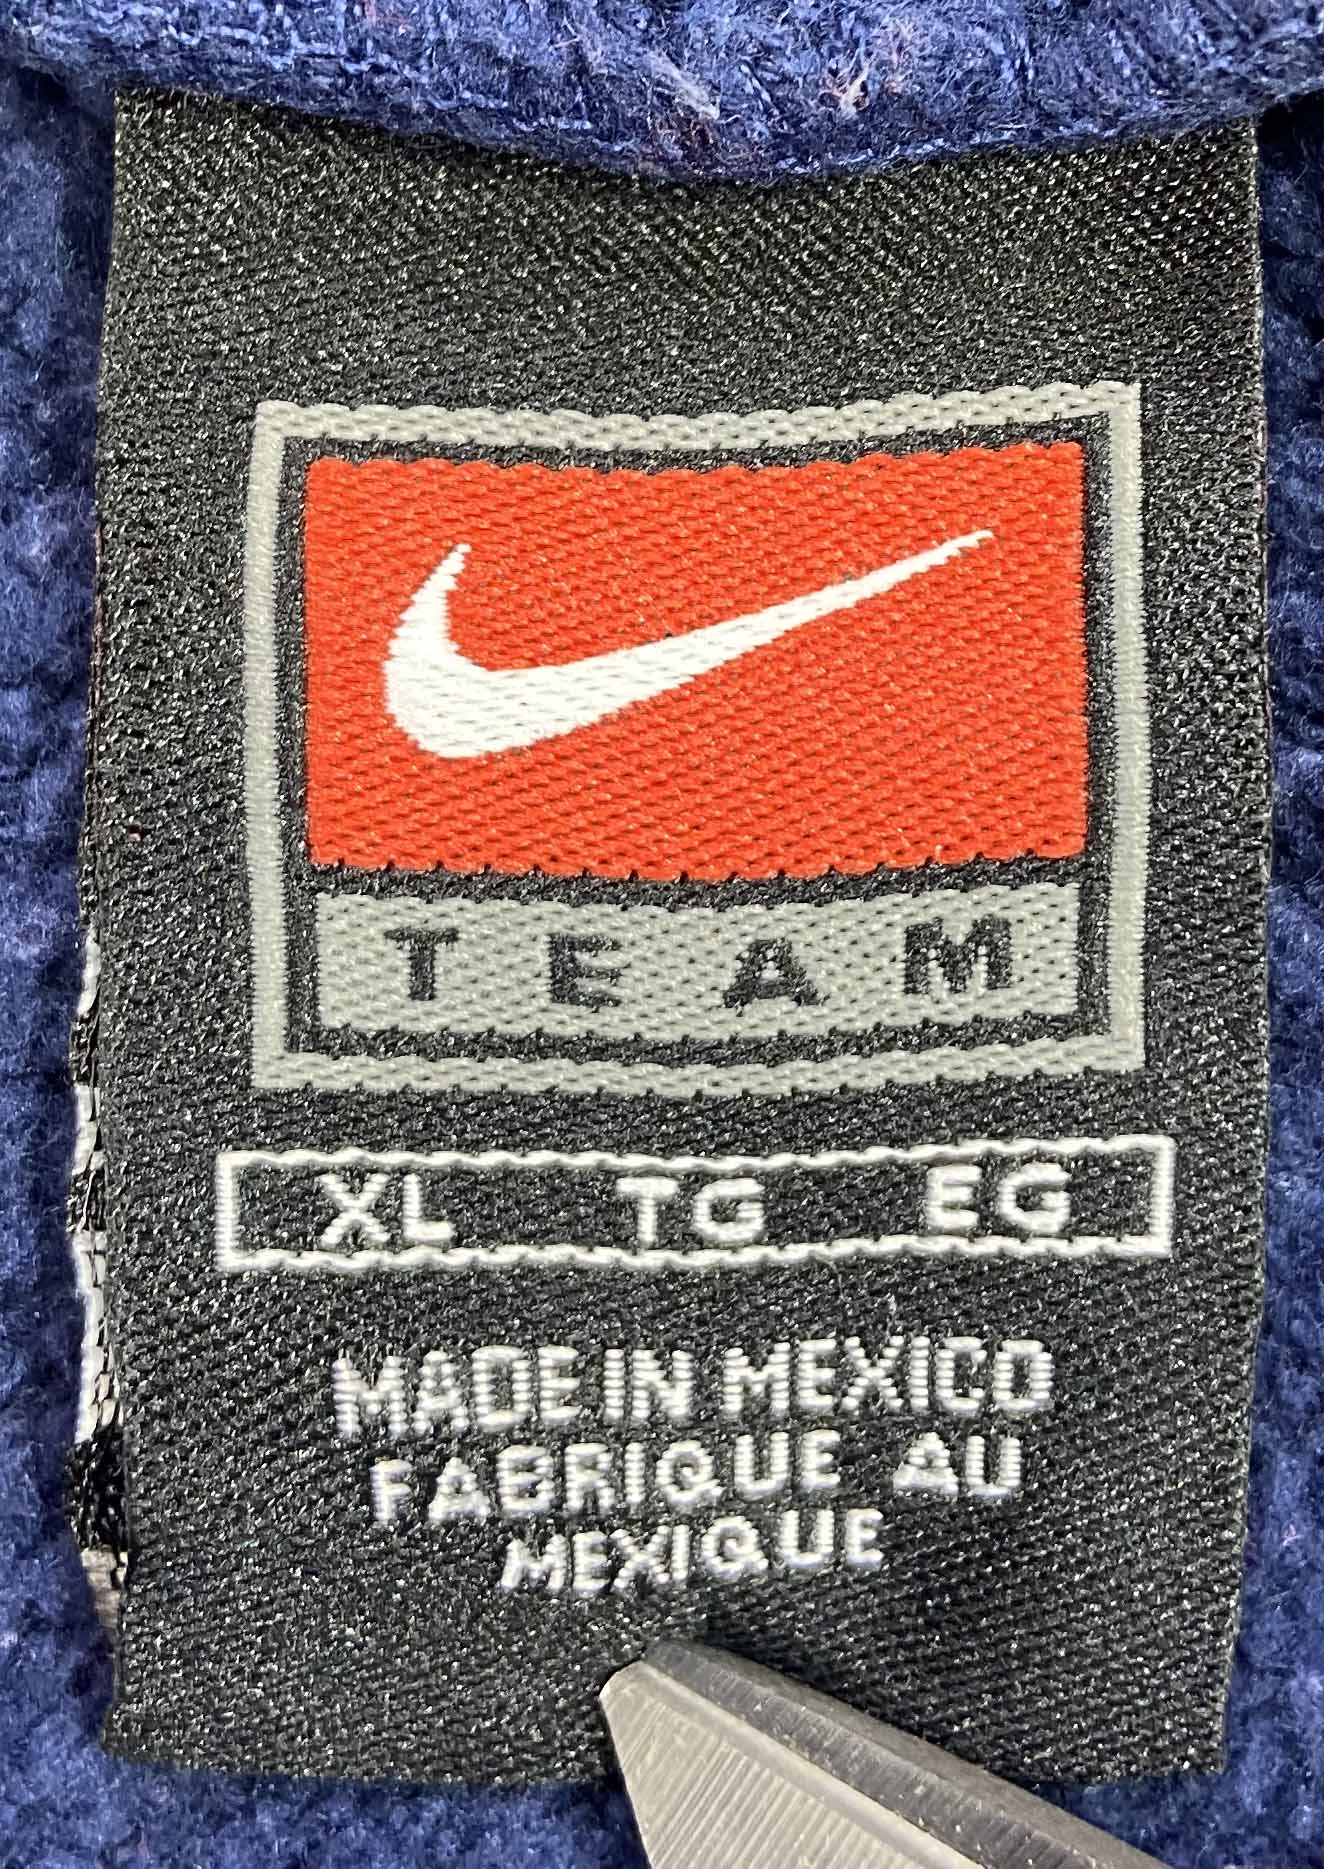 TEAM
XL TG EG
MADE IN MEXICO
FABRIQUE AU
MEXIQUE